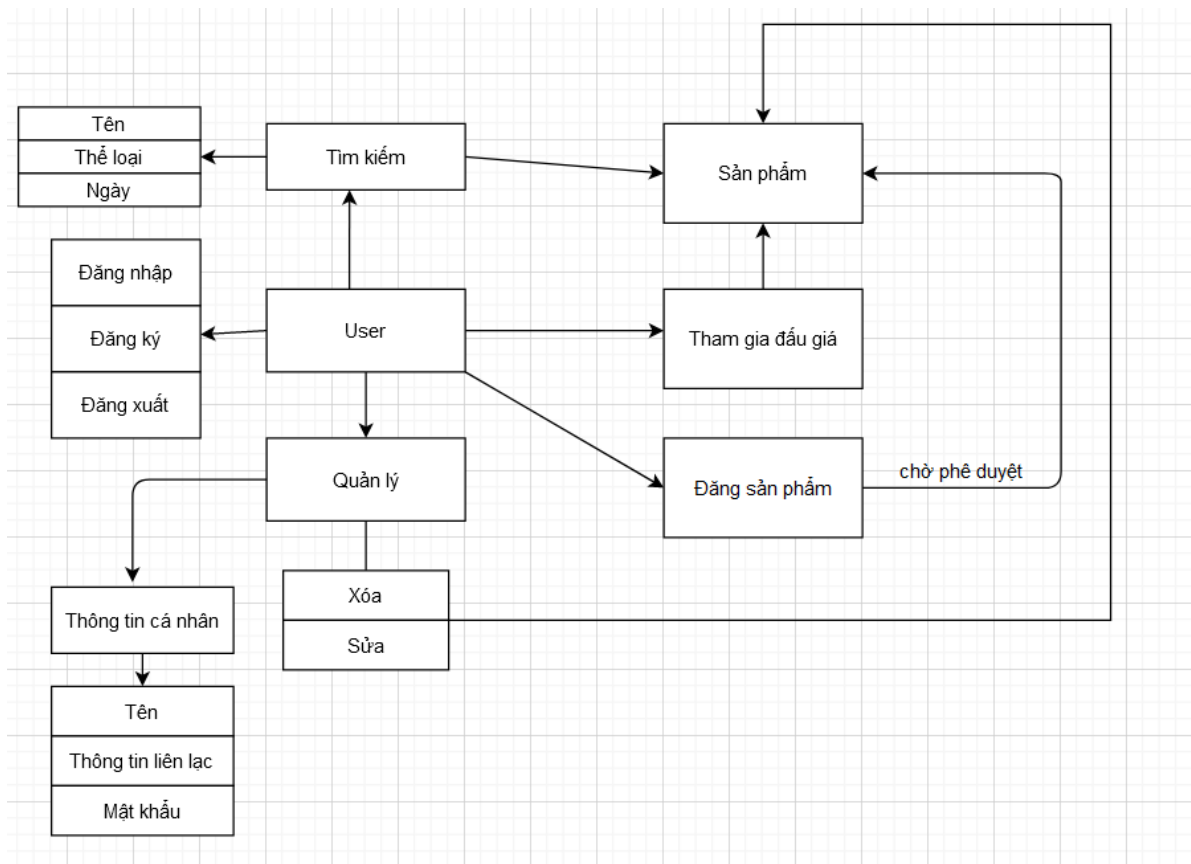 Tên
Thể loại
Ngày
Tìm kiếm
Sản phẩm
Đăng nhập
Đăng ký
Đăng xuất
User
Tham gia đấu giá
Quản lý
Đăng sản phẩm
chờ phê duyệt
Xóa
Sửa
Thông tin cá nhân
Tên
Thông tin liên lạc
Mật khẩu